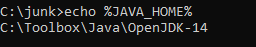 C:\junk>echo %JAVA_HOME%
C:\Toolbox\Java\OpenJDK-14